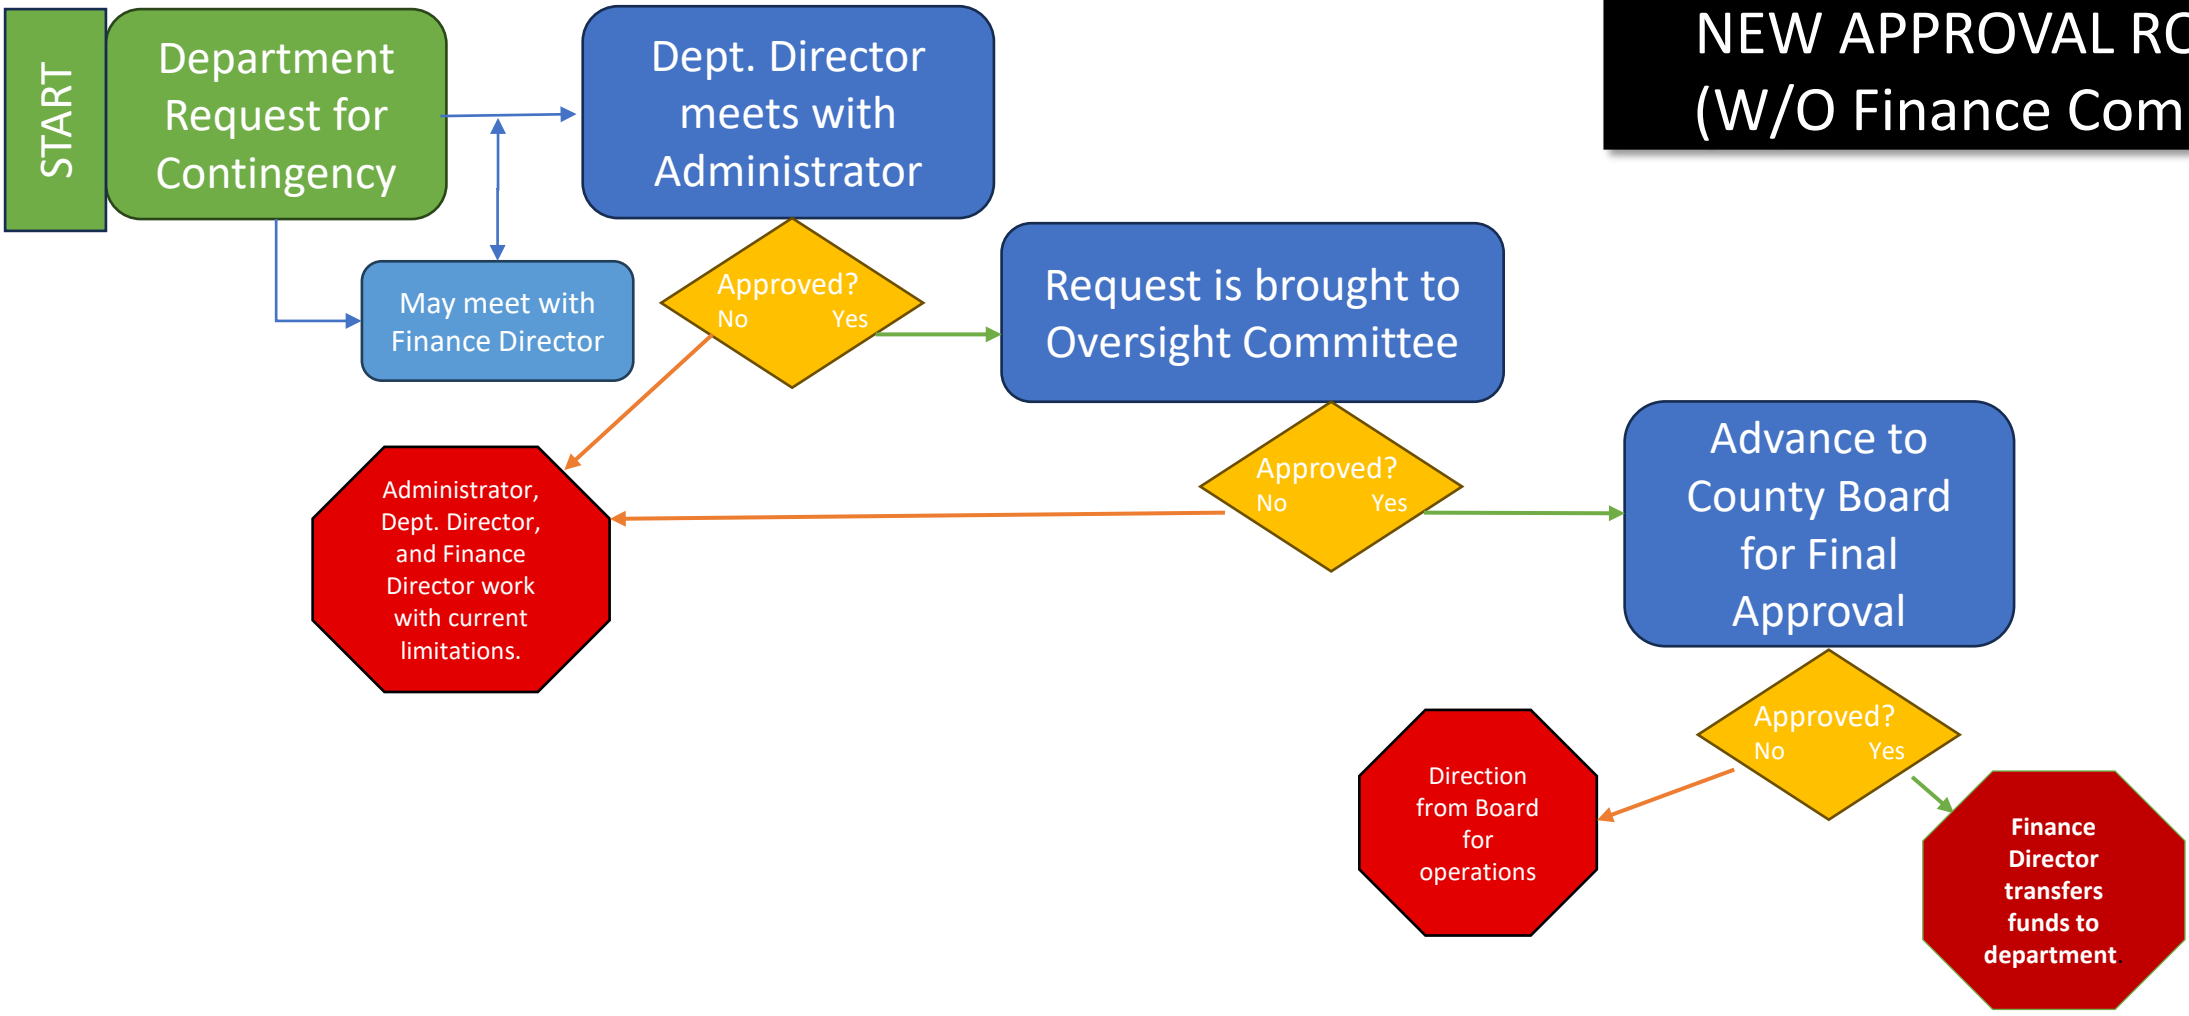 START
Department
Request for
Contingency
Dept. Director
meets with
Administrator
NEW APPROVAL
(W/O Finance
May meet with
Finance Director
Approved?
No Yes
Request is brought to
Oversight Committee
Administrator,
Dept. Director,
and Finance
Director work
with current
limitations.
Approved?
No Yes
Advance to
County Board
for Final
Approval
Approved?
No Yes
Direction
from Board
for
operations
Finance
Director
transfers
funds to
department.